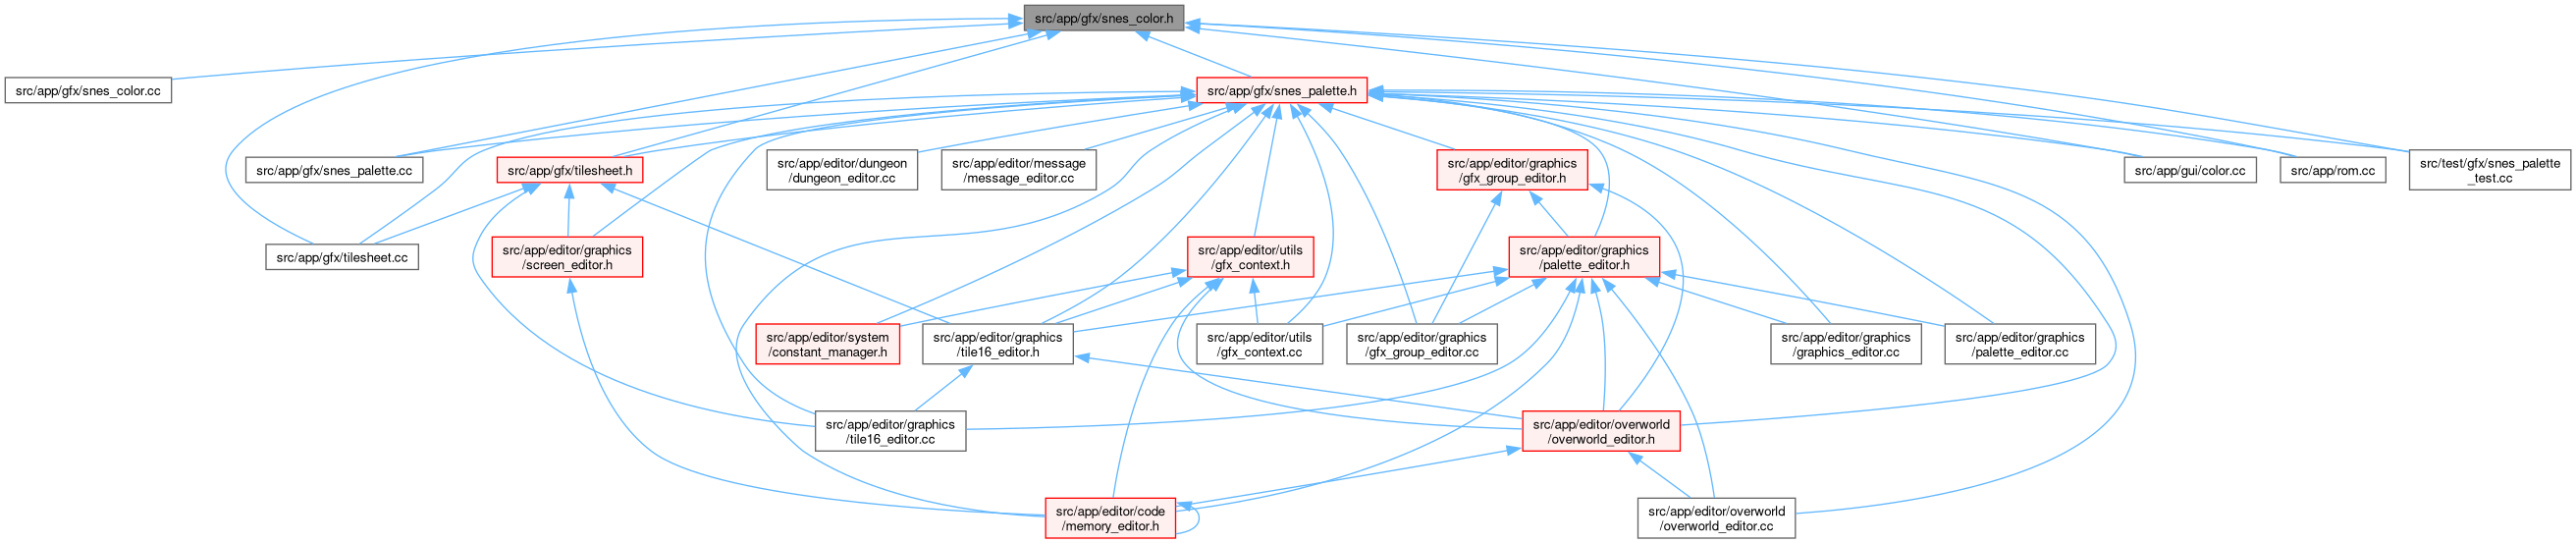 src/app/gfx/snes_color.h
src/app/gfx/snes_color.cc
src/app/gfx/snes_palette.h
src/app/gfx/snes_palette.cc
src/app/gfx/tilesheet.h
src/app/editor/dungeon
/dungeon_editor.cc
src/app/editor/message
/message_editor.cc
src/app/editor/graphics
/gfx_group_editor.h
src/app/gui/color.cc
src/app/rom.cc
src/test/gfx/snes_palette
_test.cc
src/app/gfx/tilesheet.cc
src/app/editor/graphics
/screen_editor.h
src/app/editor/utils
/gfx_context.h
src/app/editor/graphics
/palette_editor.h
src/app/editor/system
/constant_manager.h
src/app/editor/graphics
/tile16_editor.h
src/app/editor/utils
/gfx_context.cc
src/app/editor/graphics
/gfx_group_editor.cc
src/app/editor/graphics
/graphics_editor.cc
src/app/editor/graphics
/palette_editor.cc
src/app/editor/graphics
/tile16_editor.cc
src/app/editor/overworld
/overworld_editor.h
src/app/editor/code
/memory_editor.h
src/app/editor/overworld
/overworld_editor.cc